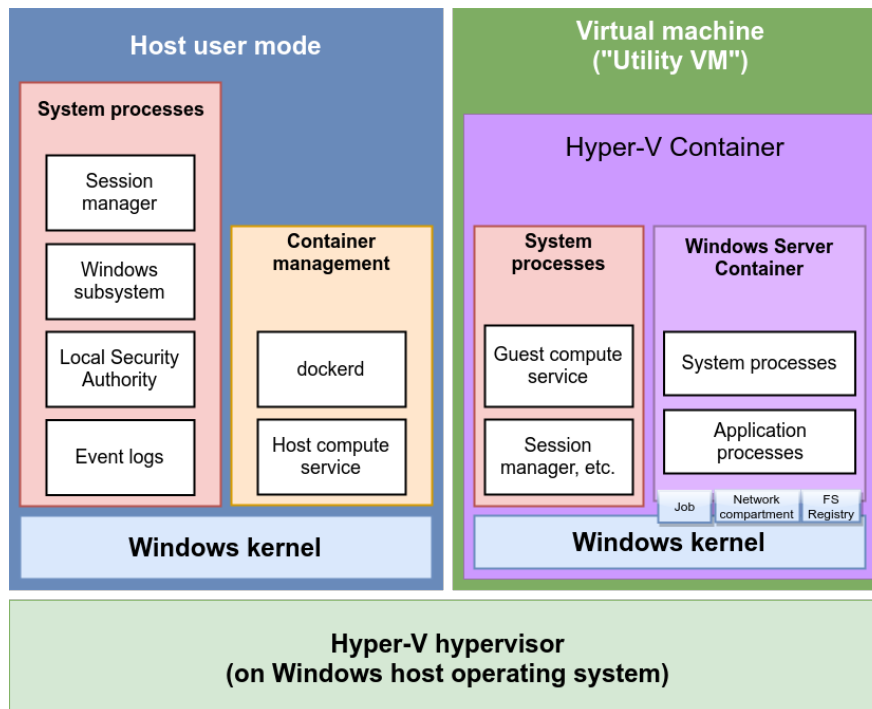 Host user mode
System processes
Session
manager
Windows
subsystem
Local Security
Authority
Event logs
Container
management
dockerd
Host compute
service
Windows kernel
Virtual machine
("Utility VM")
Hyper-V Container
System
processes
Guest compute
service
Session
manager, etc.
Windows Server
Container
System processes
Application
processes
Job
Network
compartment
FS
Registry
Windows kernel
Hyper-V hypervisor
(on Windows host operating system)